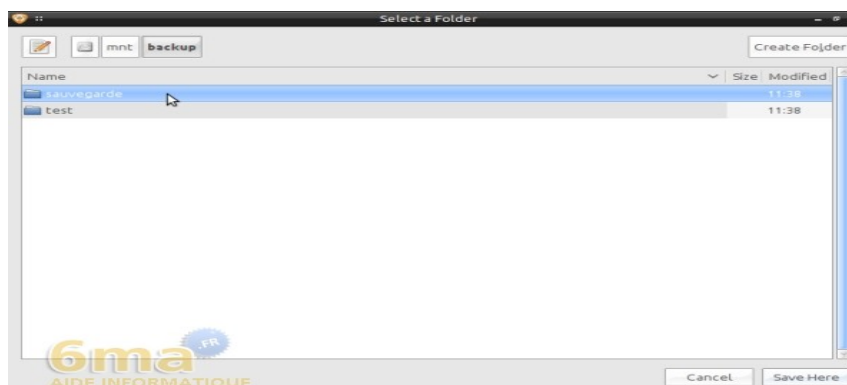 Select a Folder
mnt backup Create Folder
Name Size Modified
sauvegarde 11:38
test 11:38
6ma .FR
AIDE INFORMATIQUE
Cancel Save Here